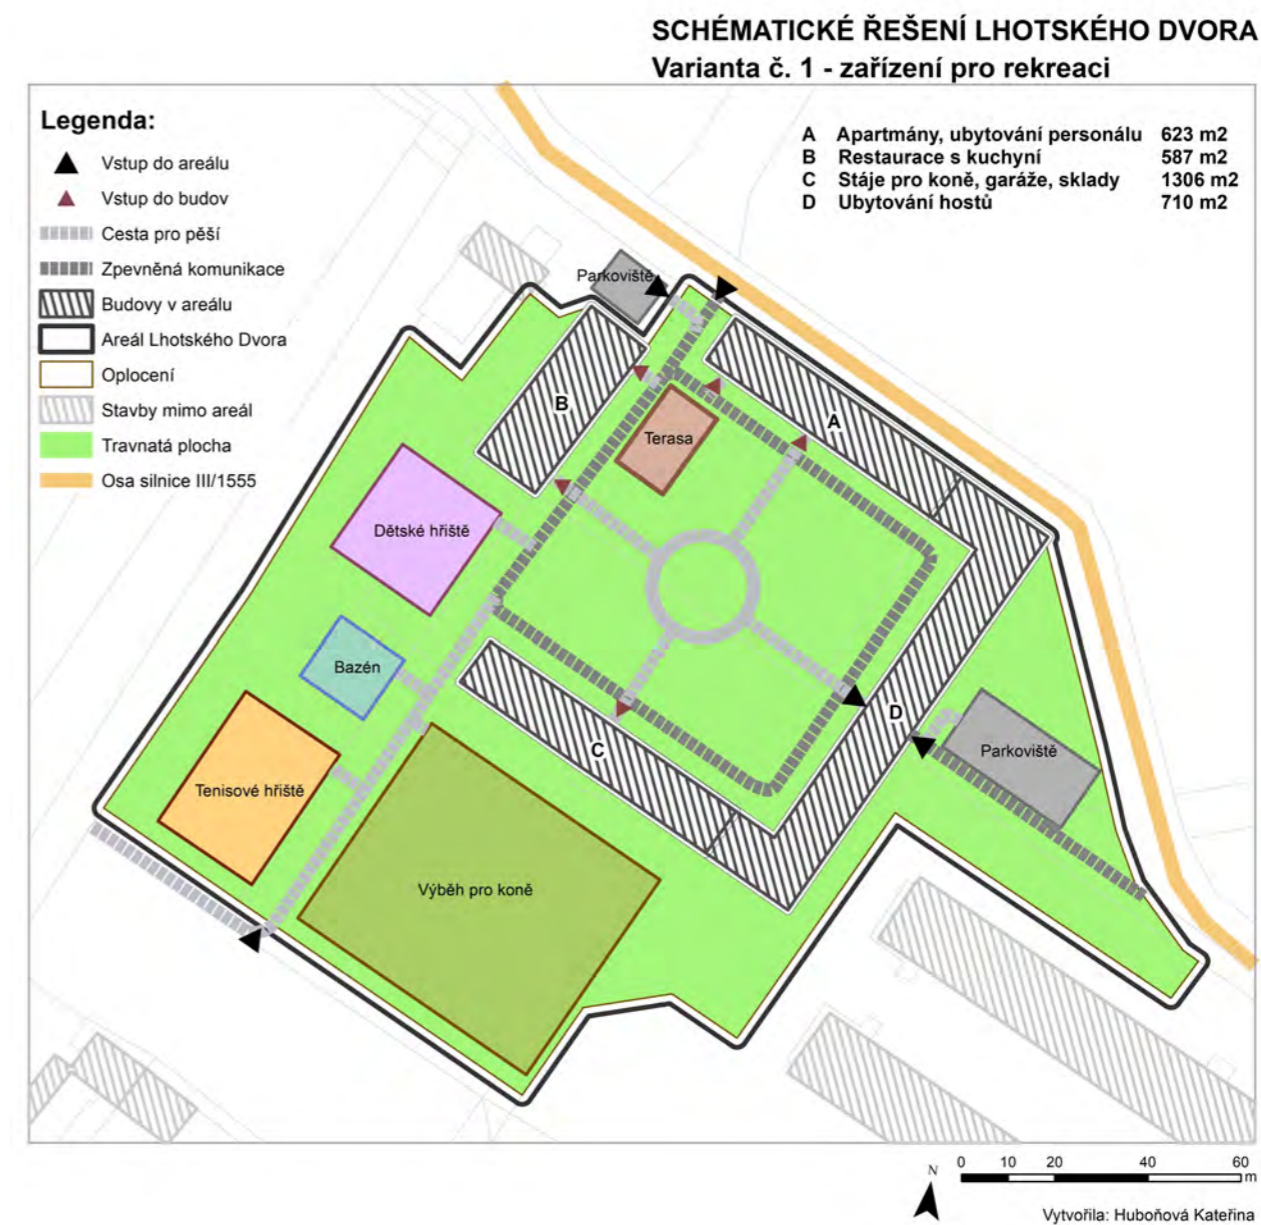 SCHÉMATICKÉ ŘEŠENÍ LHOTSKÉHO DVORA
Varianta č. 1 - zařízení pro rekreaci
Legenda:
Vstup do areálu
Vstup do budov
Cesta pro pěší
Zpevněná komunikace
Budovy v areálu
Areál Lhotského Dvora
Oplocení
Stavby mimo areál
Travnatá plocha
Osa silnice III/1555
A Apartmány, ubytování personálu 623 m2
B Restaurace s kuchyní 587 m2
C Stáje pro koně, garáže, sklady 1306 m2
D Ubytování hostů 710 m2
Parkoviště
B
A
Terasa
Dětské hřiště
Bazén
D
C
Parkoviště
Tenisové hřiště
Výběh pro koně
N
0 10 20 40 60
m
Vytvořila: Huboňová Kateřina